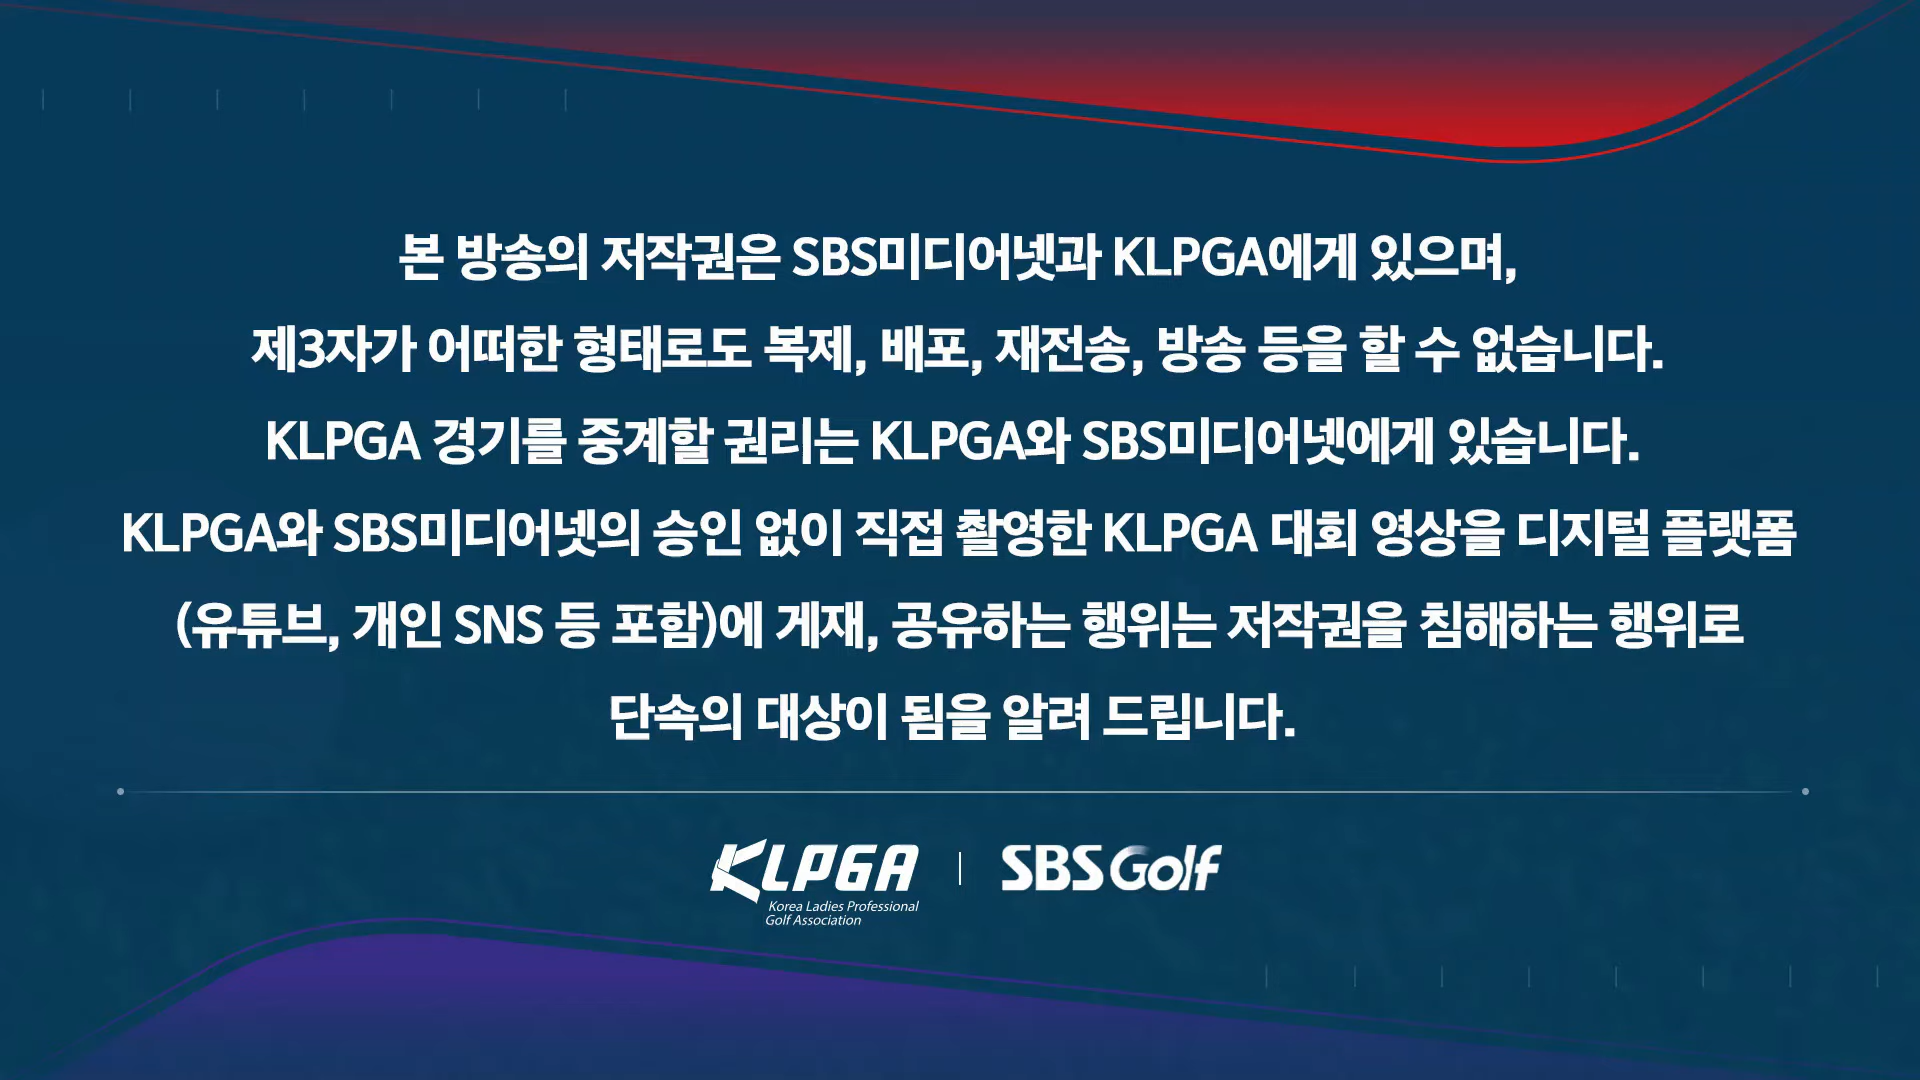 본 방송의 저작권은 SBS미디어넷과 KLPGA에게 있으며,
제3자가 어떠한 형태로도 복제, 배포, 재전송, 방송 등을 할 수 없습니다.
KLPGA 경기를 중계할 권리는 KLPGA와 SBS미디어넷에게 있습니다.
KLPGA와 SBS미디어넷의 승인 없이 직접 촬영한 KLPGA 대회 영상을 디지털 플랫폼
(유튜브, 개인 SNS 등 포함)에 게재, 공유하는 행위는 저작권을 침해하는 행위로
단속의 대상이 됨을 알려 드립니다.
KLPGA
Korea Ladies Professional
Golf Association
SBS Golf